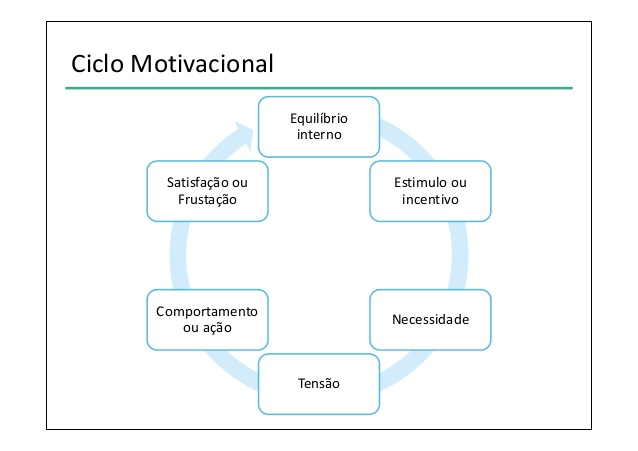 Ciclo Motivacional
Equilíbrio
interno
Estimulo ou
incentivo
Necessidade
Tensão
Comportamento
ou ação
Satisfação ou
Frustação